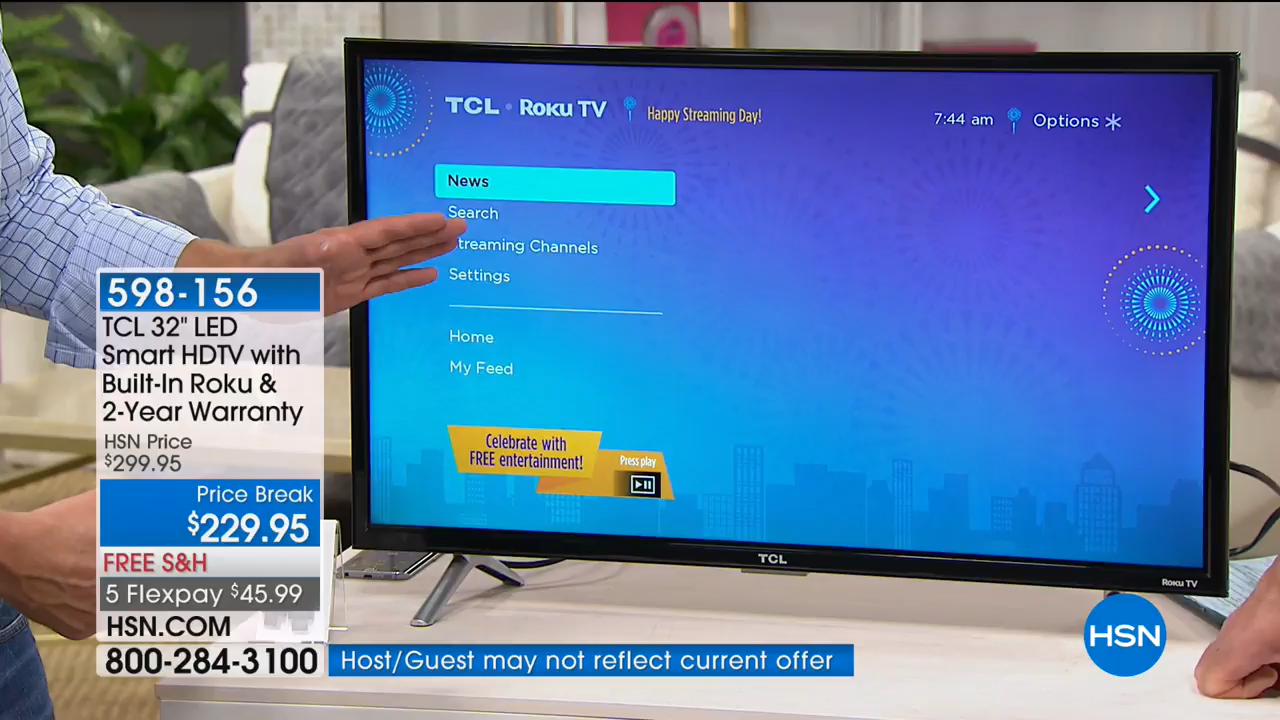 TCL • Roku TV
Happy Streaming Day!
7:44 am
Options
News
Search
Streaming Channels
Settings
Home
My Feed
Celebrate with
FREE entertainment!
Press play
TCL
Roku TV
598-156
TCL 32" LED
Smart HDTV with
Built-In Roku &
2-Year Warranty
HSN Price
$299.95
Price Break
$229.95
FREE S&H
5 Flexpay $45.99
HSN.COM
800-284-3100
Host/Guest may not reflect current offer
HSN